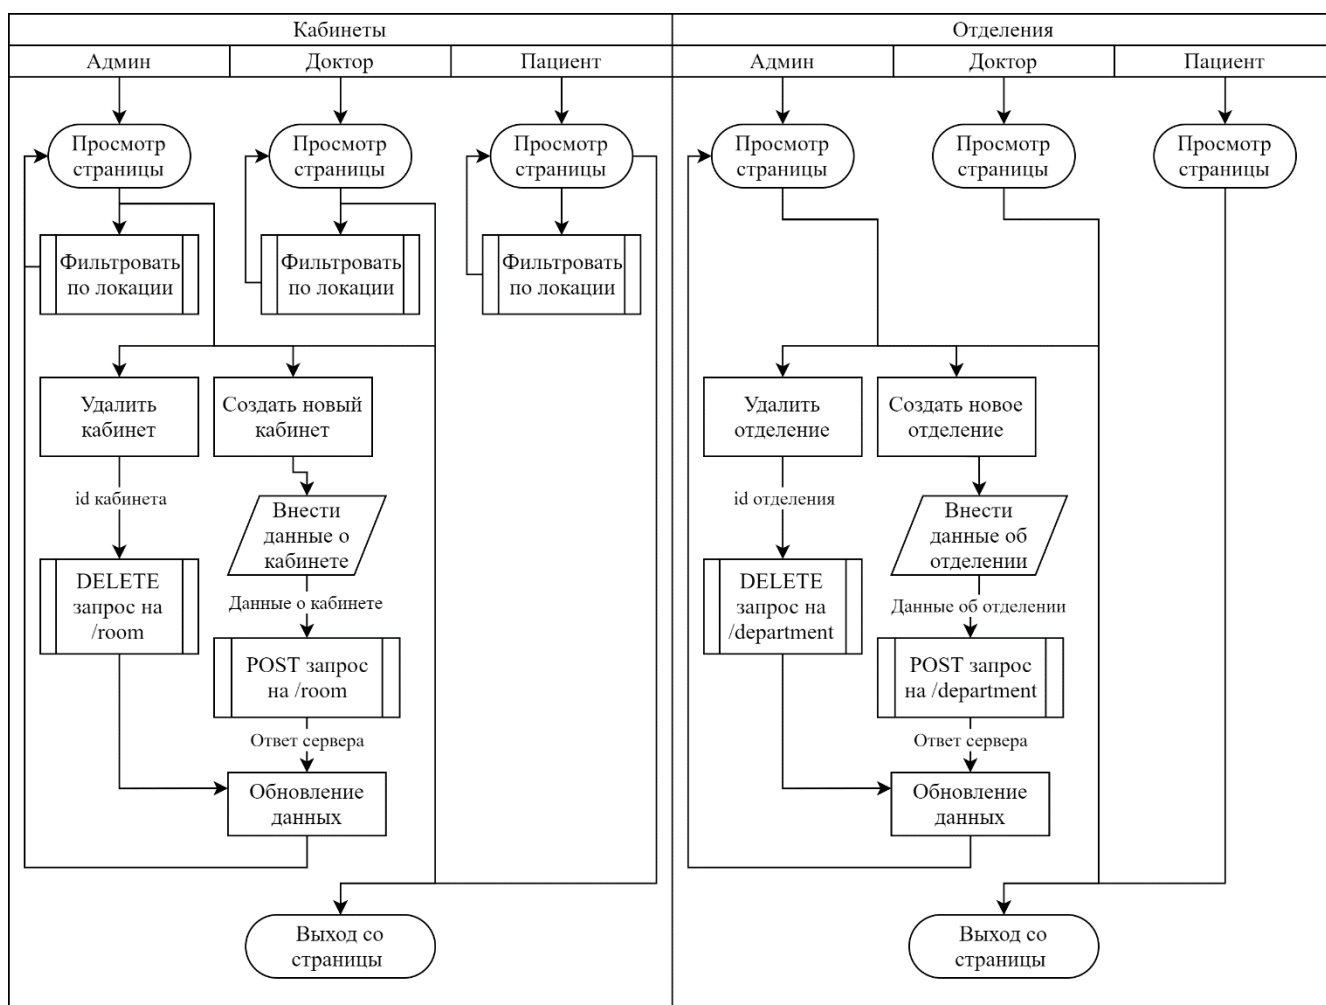 Кабинеты
Отделения
Админ
Доктор
Пациент
Админ
Доктор
Пациент
Просмотр
страницы
Просмотр
страницы
Просмотр
страницы
Просмотр
страницы
Просмотр
страницы
Просмотр
страницы
Фильтровать
по локации
Фильтровать
по локации
Фильтровать
по локации
Удалить
кабинет
Создать новый
кабинет
Удалить
отделение
Создать новое
отделение
id кабинета
Внести
данные о
кабинете
id отделения
Внести
данные об
отделении
DELETE
запрос на
/room
Данные о кабинете
DELETE
запрос на
/department
Данные об отделении
POST запрос
на /room
POST запрос
на /department
Ответ сервера
Ответ сервера
Обновление
данных
Обновление
данных
Выход со
страницы
Выход со
страницы